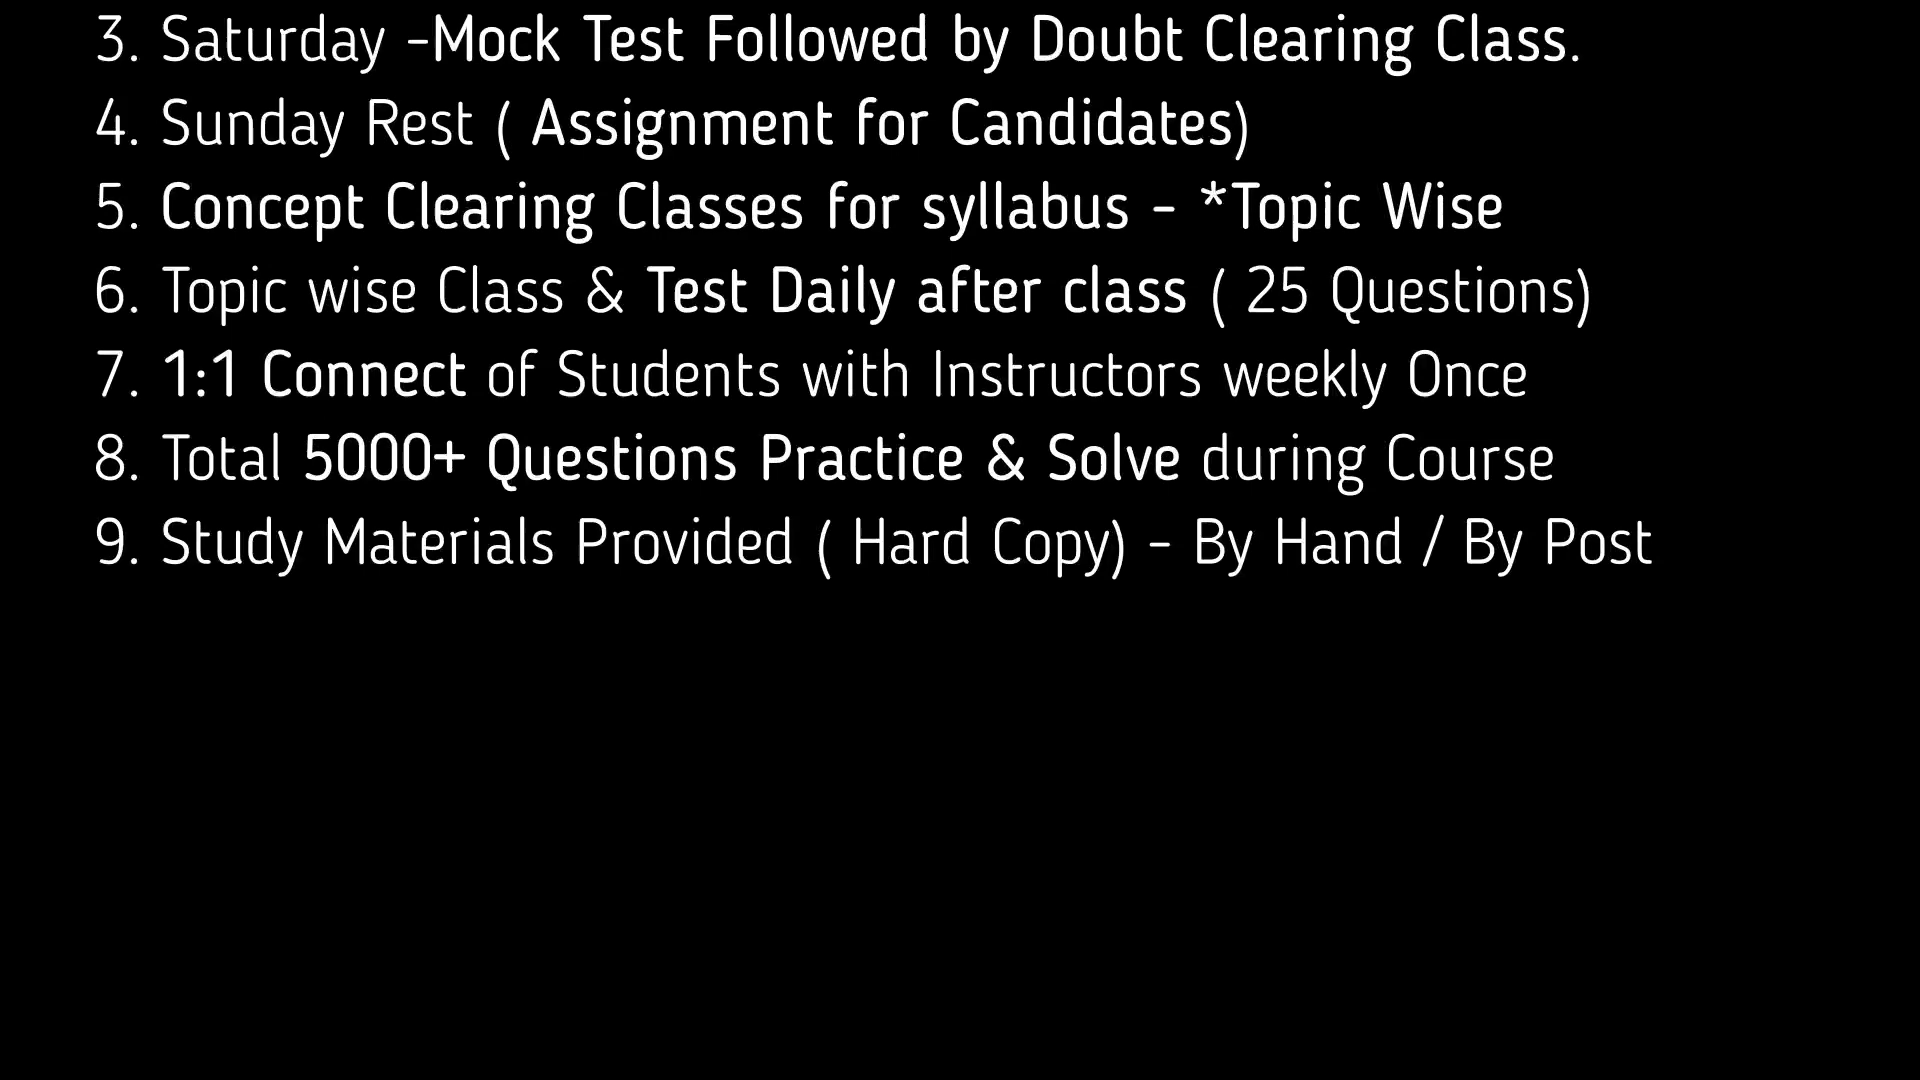 3. Saturday -Mock Test Followed by Doubt Clearing Class.
4. Sunday Rest ( Assignment for Candidates)
5. Concept Clearing Classes for syllabus - *Topic Wise
6. Topic wise Class & Test Daily after class ( 25 Questions)
7. 1:1 Connect of Students with Instructors weekly Once
8. Total 5000+ Questions Practice & Solve during Course
9. Study Materials Provided ( Hard Copy) - By Hand / By Post